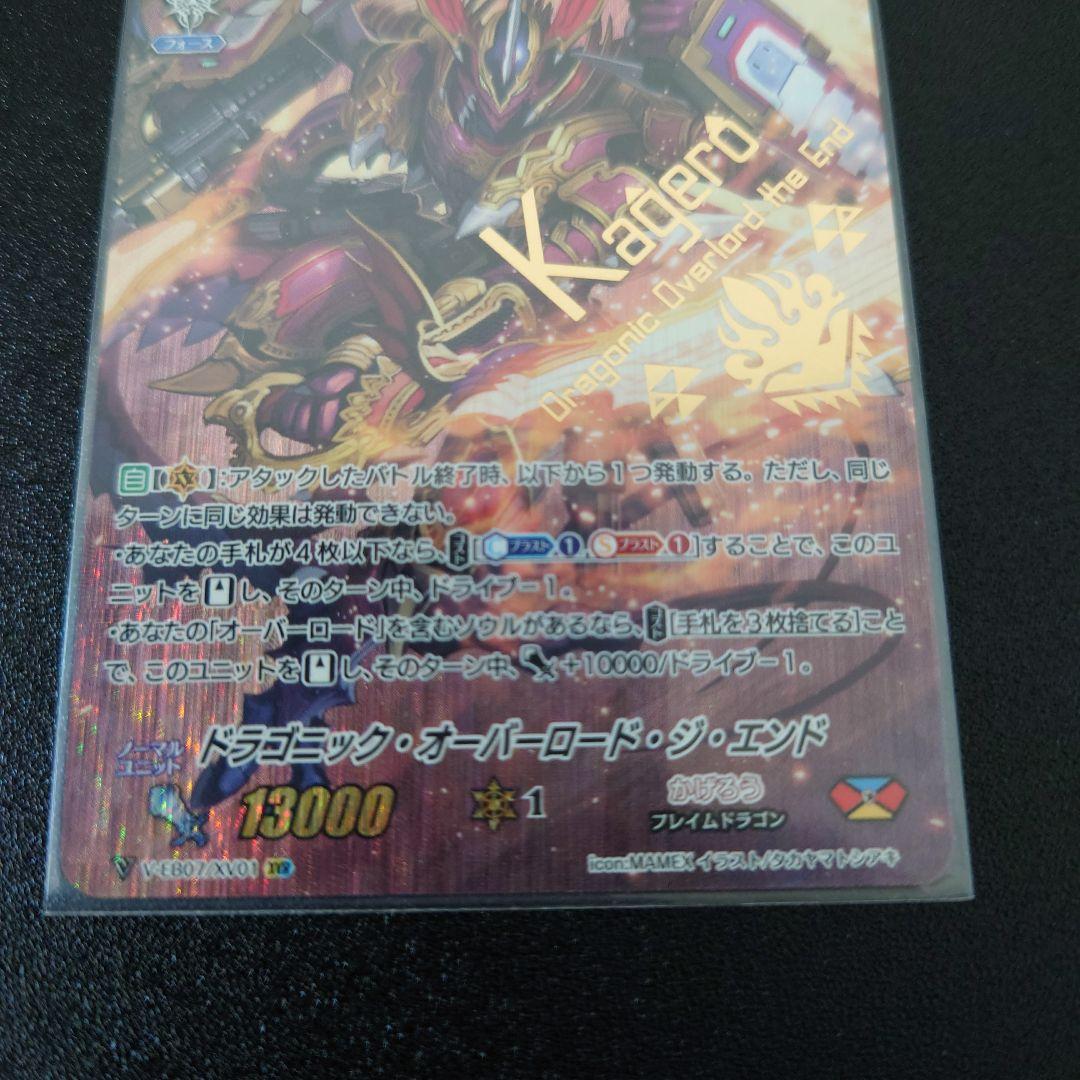 フォース
Kagero
Dragonic Overlord the End
自【】:アタックしたバトル終了時、以下から1つ発動する。ただし、同じ
ターンに同じ効果は発動できない。
・あなたの手札が4枚以下なら、コスト[Cブラスト1,Sブラスト1]することで、このユ
ニットを し、そのターン中、ドライブ-1。
・あなたの「オーバーロード」を含むソウルがあるなら、コスト[手札を3枚捨てる]こと
で、このユニットを し、そのターン中、+10000/ドライブ-1。
ノーマル
ユニット
ドラゴニック・オーバーロード・ジ・エンド
13000
1
かげろう
フレイムドラゴン
V-EB07/XV01 XVR
icon:MAMEX イラスト/タカヤマトシアキ